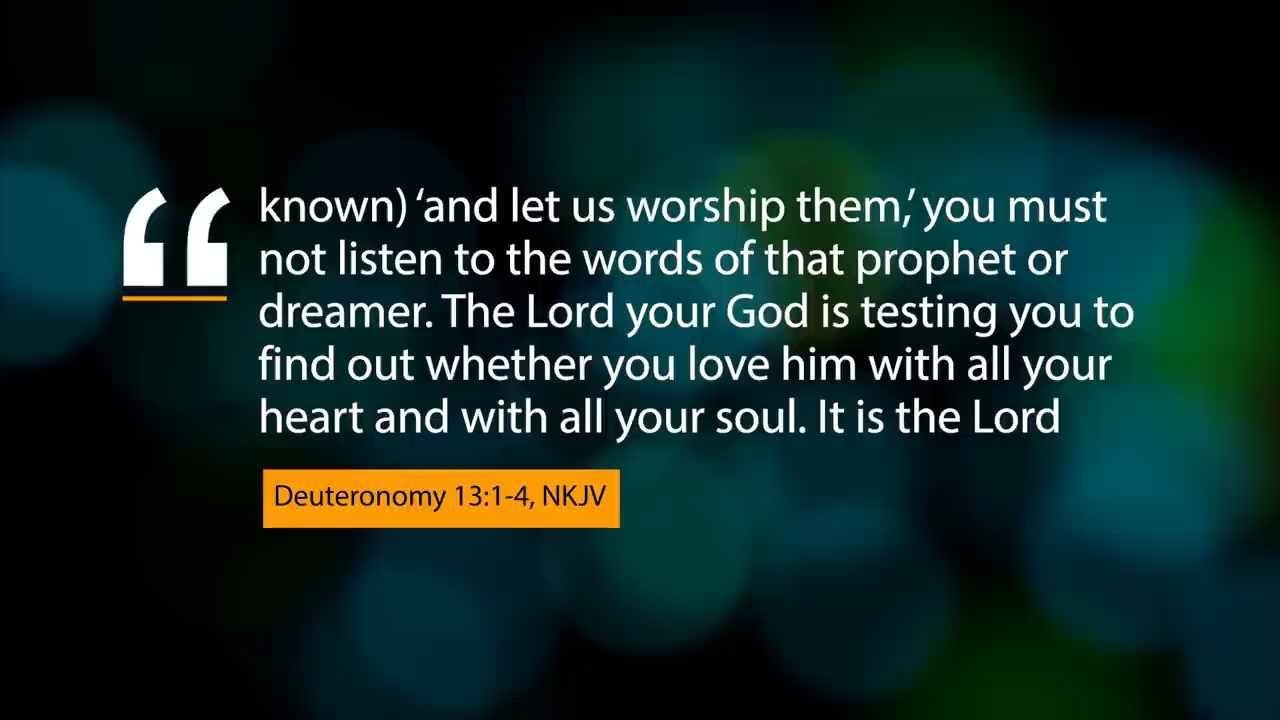 “
known) ‘and let us worship them,’ you must
not listen to the words of that prophet or
dreamer. The Lord your God is testing you to
find out whether you love him with all your
heart and with all your soul. It is the Lord
Deuteronomy 13:1-4, NKJV